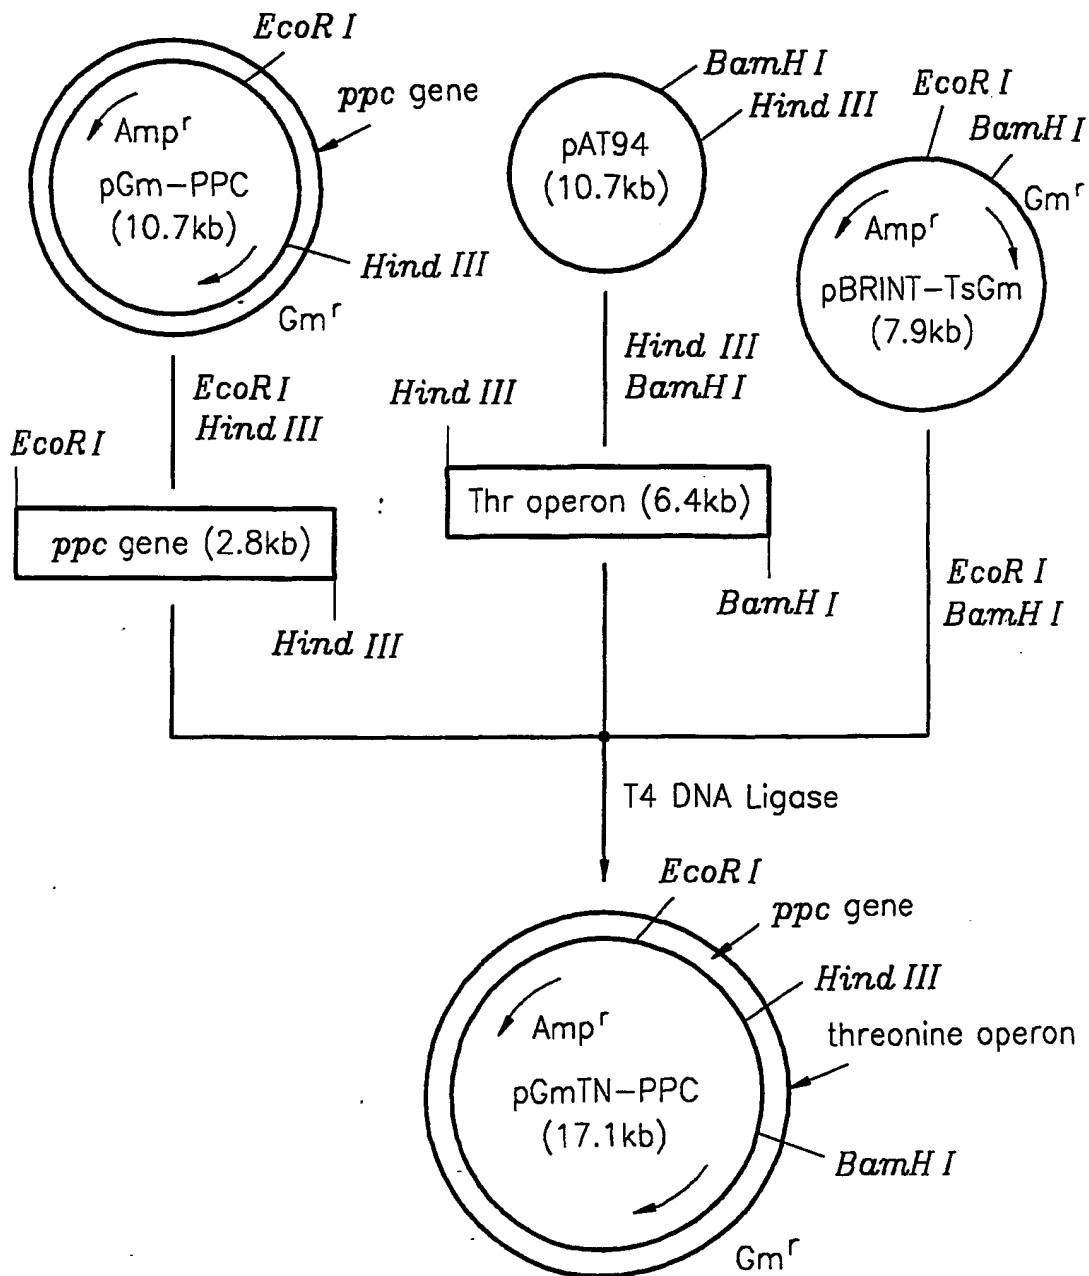 EcoR I
ppc gene
Amp^r
pGm-PPC
(10.7kb)
Hind III
Gm^r
BamH I
Hind III
pAT94
(10.7kb)
EcoR I
BamH I
Gm^r
Amp^r
pBRINT-TsGm
(7.9kb)
EcoR I
Hind III
EcoR I
ppc gene (2.8kb)
Hind III
Hind III
BamH I
Hind III
Thr operon (6.4kb)
BamH I
EcoR I
BamH I
T4 DNA Ligase
EcoR I
ppc gene
Hind III
threonine operon
Amp^r
pGmTN-PPC
(17.1kb)
BamH I
Gm^r